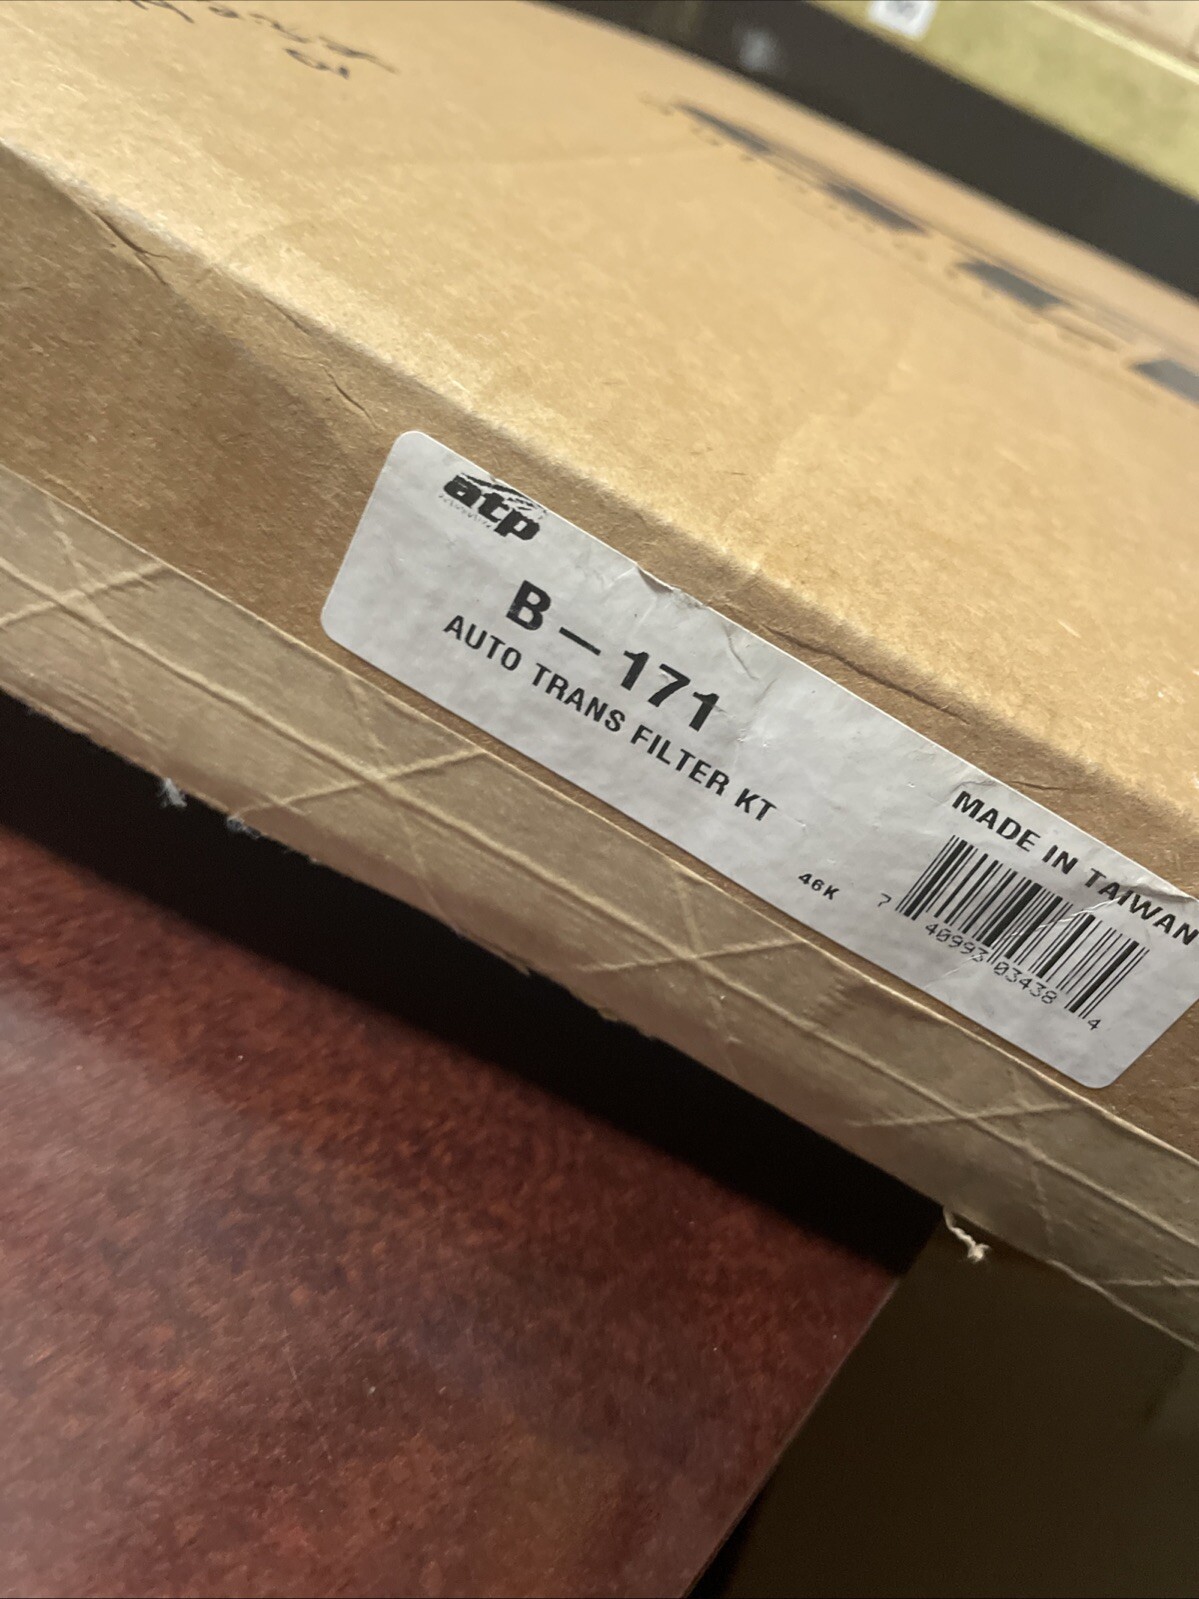 atp
B-171
AUTO TRANS FILTER KT
MADE IN TAIWAN
46K
7 40993 03438 4